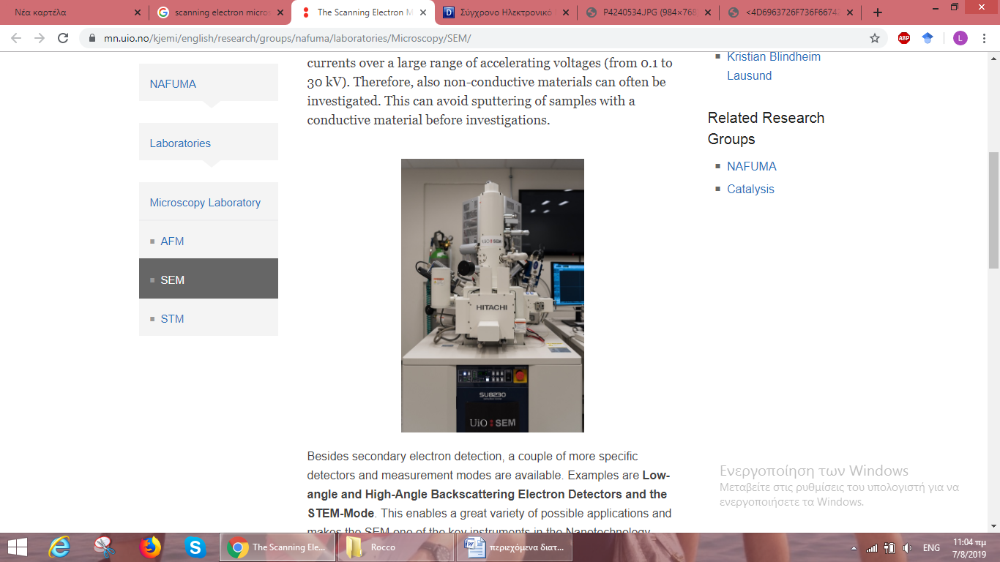 Νέα καρτέλα
scanning electron micros
The Scanning Electron M
Σύγχρονο Ηλεκτρονικό
P4240534.JPG (984×768
<4D6963726F736F6674
mn.uio.no/kjemi/english/research/groups/nafuma/laboratories/Microscopy/SEM/
ABP
L
NAFUMA
Laboratories
Microscopy Laboratory
AFM
SEM
STM
currents over a large range of accelerating voltages (from 0.1 to
30 kV). Therefore, also non-conductive materials can often be
investigated. This can avoid sputtering of samples with a
conductive material before investigations.
UiO SEM
HITACHI
SU8230
UiO SEM
Besides secondary electron detection, a couple of more specific
detectors and measurement modes are available. Examples are Low-
angle and High-Angle Backscattering Electron Detectors and the
STEM-Mode. This enables a great variety of possible applications and
makes the SEM one of the key instruments in the Nanotechnology
Kristian Blindheim
Lausund
Related Research
Groups
NAFUMA
Catalysis
Ενεργοποίηση των Windows
Μεταβείτε στις ρυθμίσεις του υπολογιστή για να
ενεργοποιήσετε τα Windows.
The Scanning Ele...
Rocco
περιεχόμενα διατ...
ENG
11:04 πμ
7/8/2019